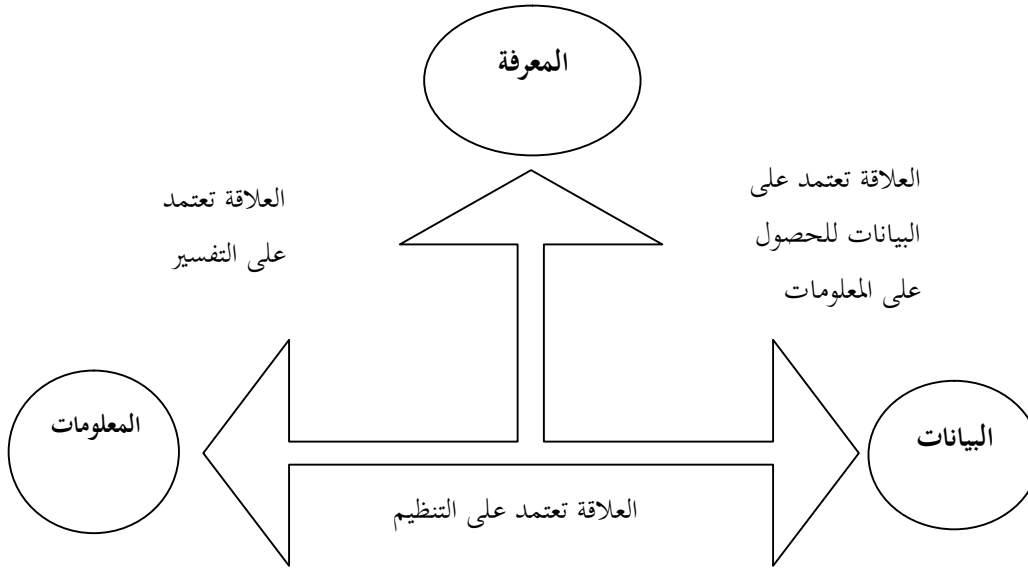 المعرفة
العلاقة تعتمد على
البيانات للحصول
على المعلومات
العلاقة تعتمد
على التفسير
البيانات
المعلومات
العلاقة تعتمد على التنظيم